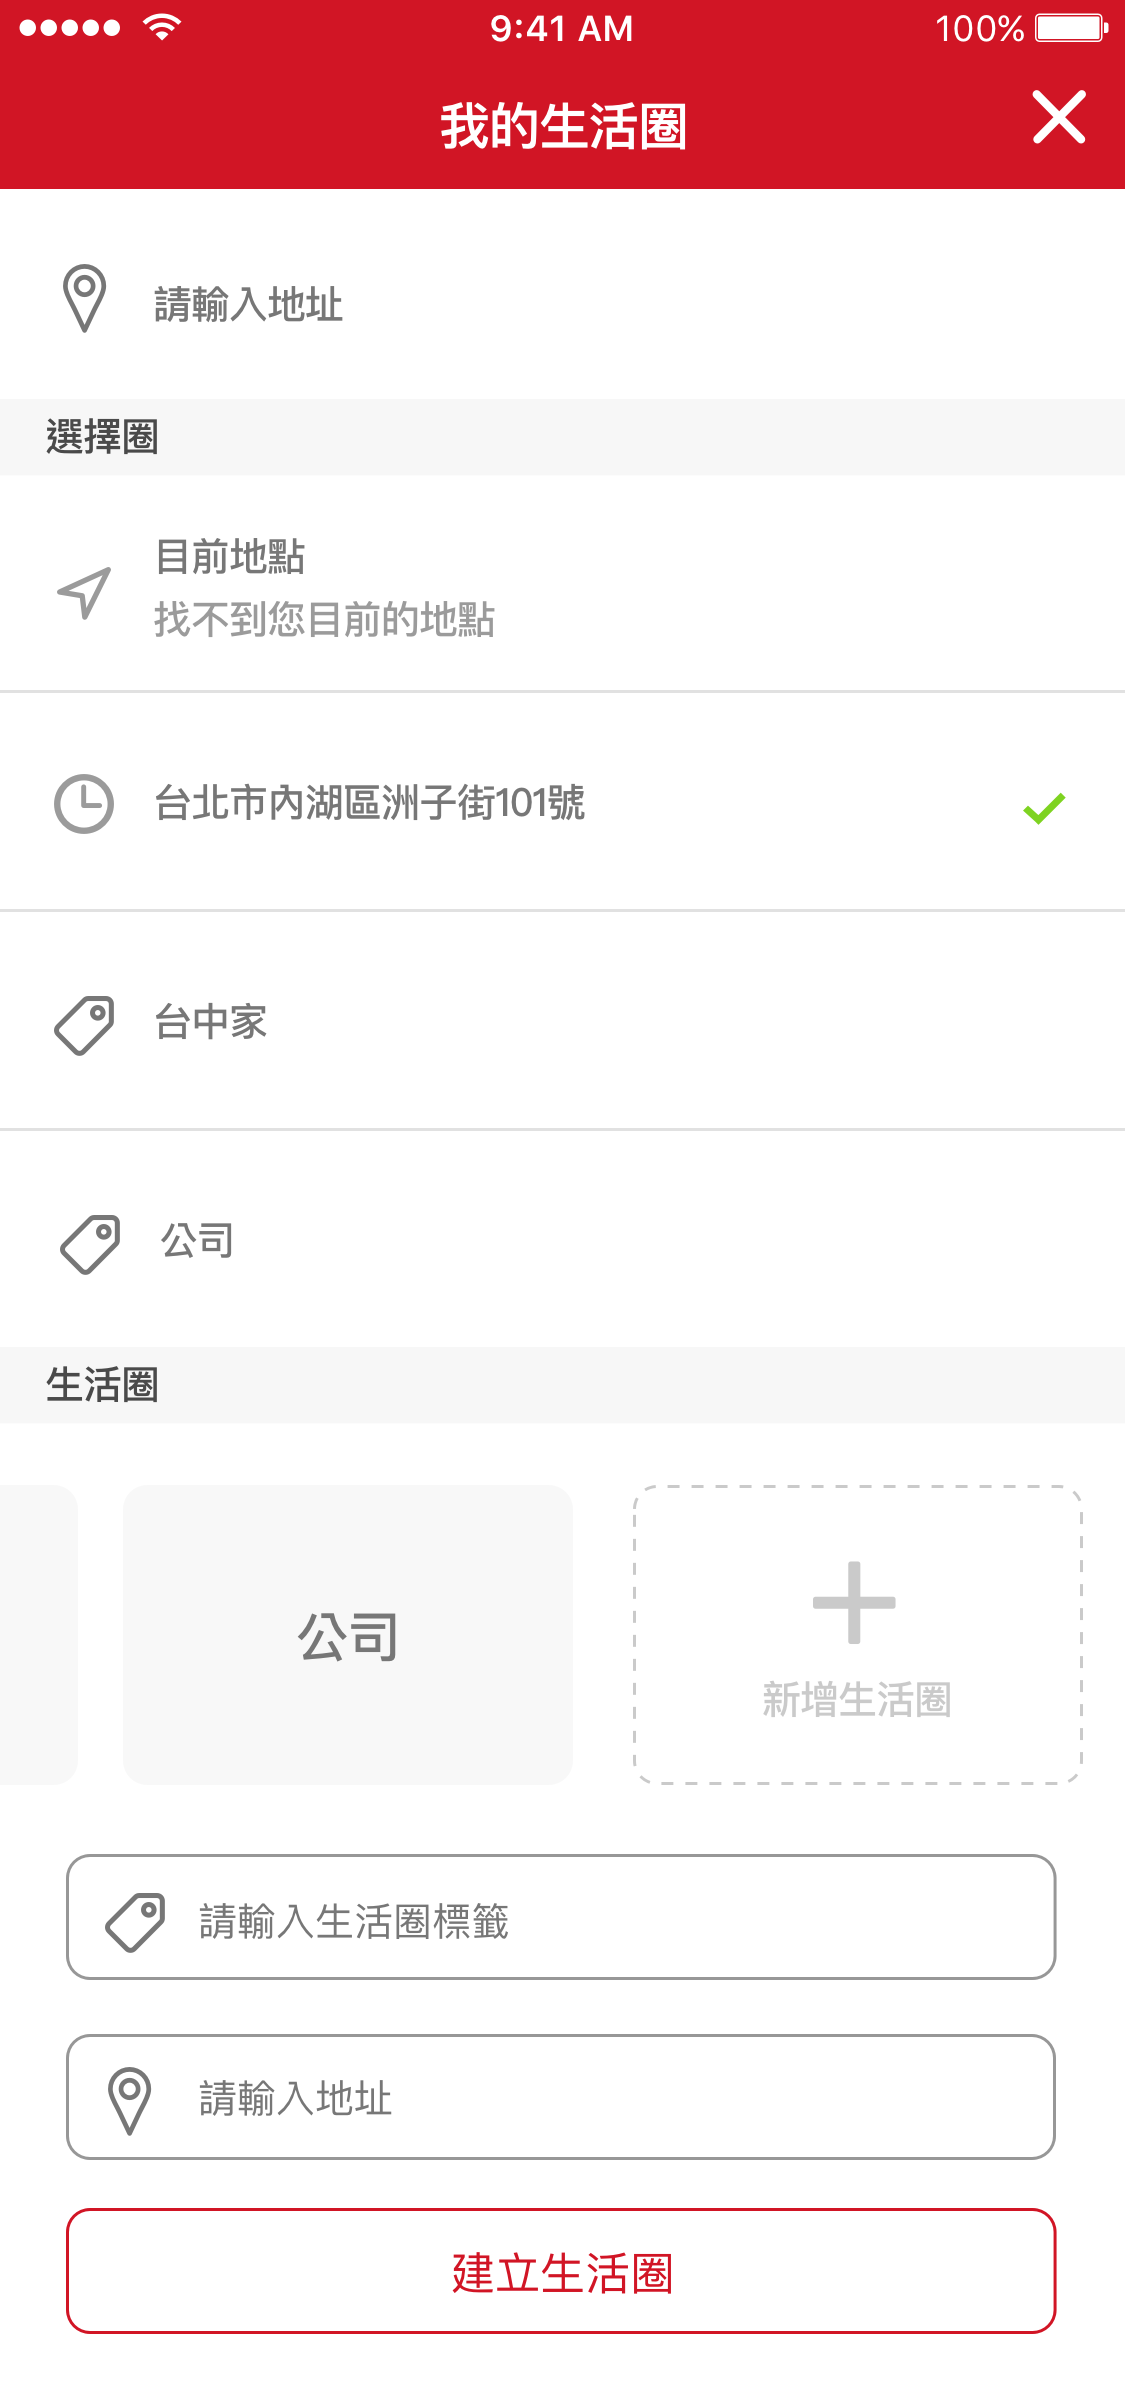 9:41 AM
100%
我的生活圈
請輸入地址
選擇圈
目前地點
找不到您目前的地點
台北市內湖區洲子街101號
台中家
公司
生活圈
公司
新增生活圈
請輸入生活圈標籤
請輸入地址
建立生活圈